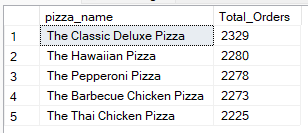 pizza_name Total_Orders
1 The Classic Deluxe Pizza 2329
2 The Hawaiian Pizza 2280
3 The Pepperoni Pizza 2278
4 The Barbecue Chicken Pizza 2273
5 The Thai Chicken Pizza 2225